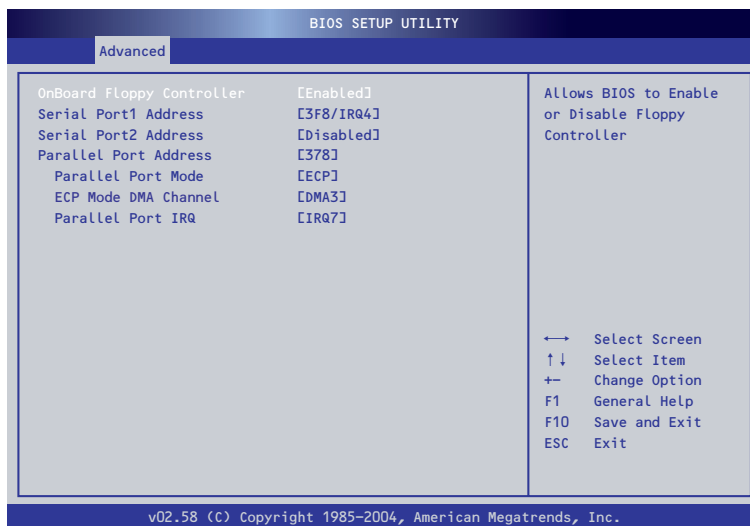 BIOS SETUP UTILITY
Advanced
OnBoard Floppy Controller [Enabled]
Serial Port1 Address [3F8/IRQ4]
Serial Port2 Address [Disabled]
Parallel Port Address [378]
Parallel Port Mode [ECP]
ECP Mode DMA Channel [DMA3]
Parallel Port IRQ [IRQ7]
Allows BIOS to Enable
or Disable Floppy
Controller
←→ Select Screen
↑↓ Select Item
+- Change Option
F1 General Help
F10 Save and Exit
ESC Exit
v02.58 (C) Copyright 1985-2004, American Megatrends, Inc.